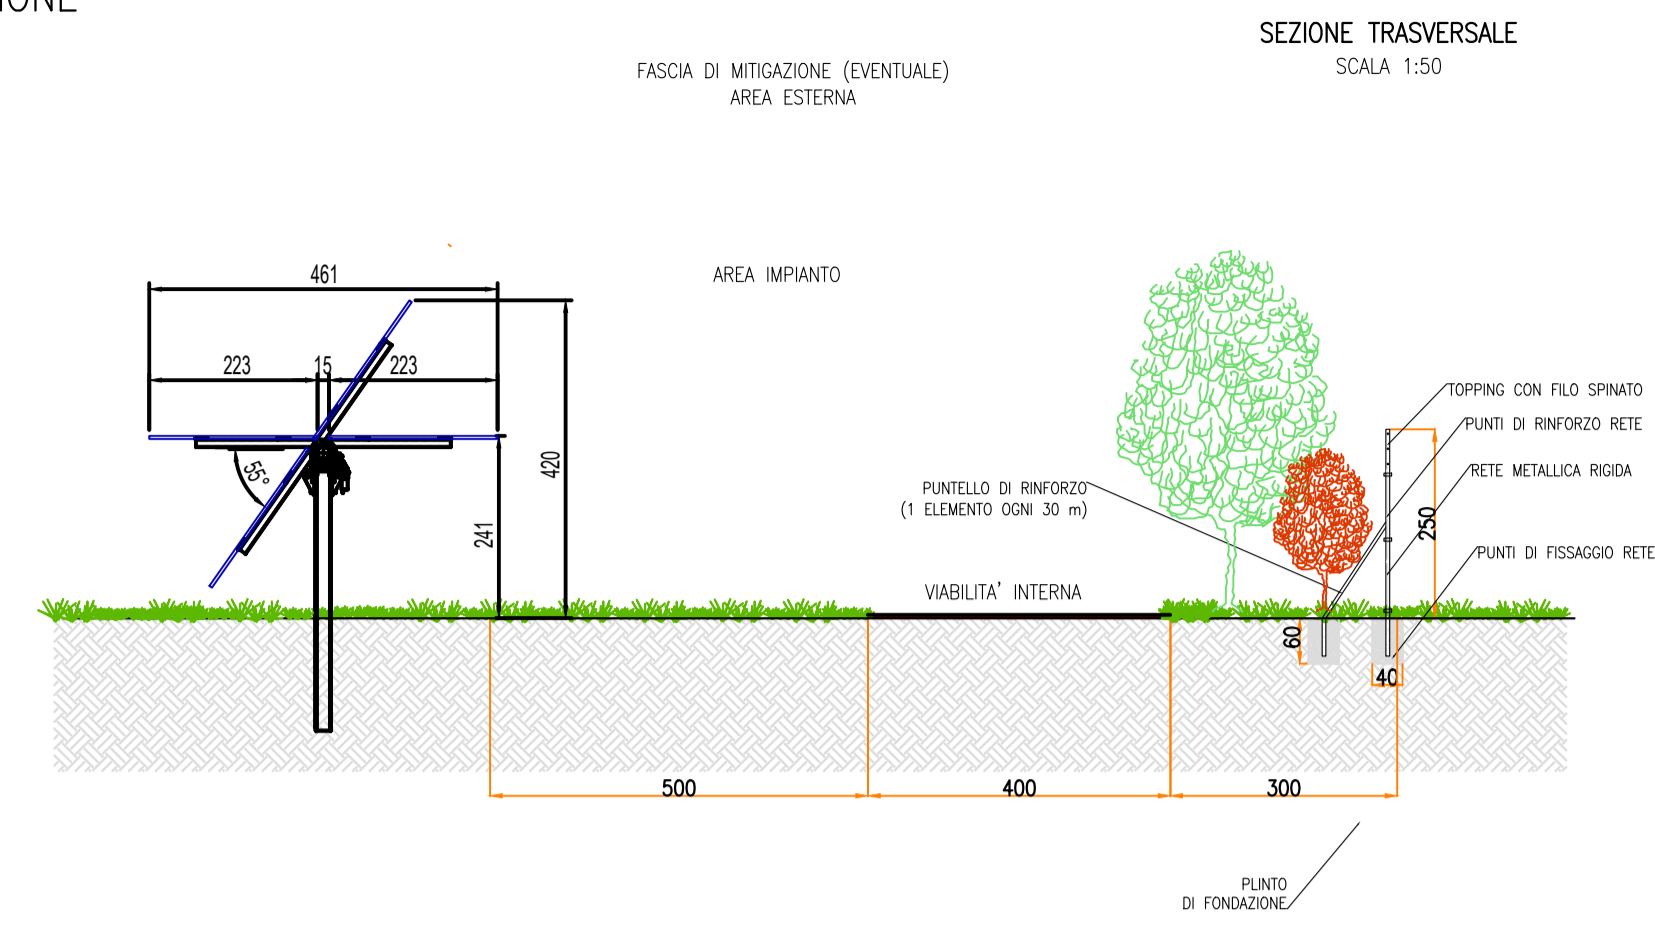 SEZIONE TRASVERSALE
SCALA 1:50
FASCIA DI MITIGAZIONE (EVENTUALE)
AREA ESTERNA
AREA IMPIANTO
461
223
15
223
55°
420
241
TOPPING CON FILO SPINATO
PUNTI DI RINFORZO RETE
RETE METALLICA RIGIDA
PUNTELLO DI RINFORZO
(1 ELEMENTO OGNI 30 m)
250
PUNTI DI FISSAGGIO RETE
VIABILITA' INTERNA
60
40
500
400
300
PLINTO
DI FONDAZIONE